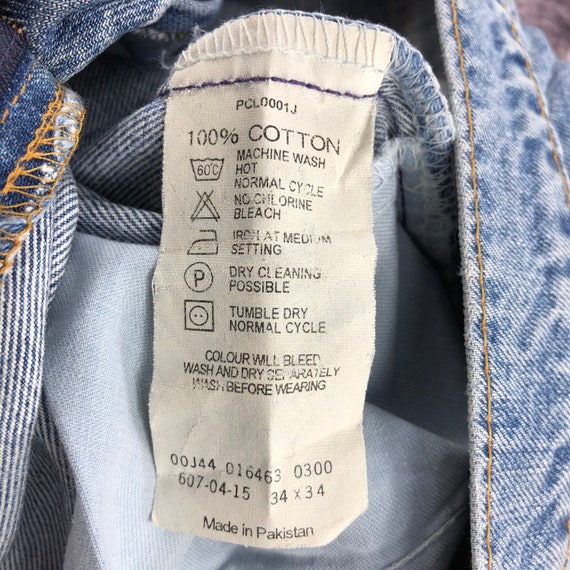 PCL0001J
100% COTTON
MACHINE WASH
60°C HOT
NORMAL CYCLE
NO CHLORINE
BLEACH
IRON AT MEDIUM
SETTING
P DRY CLEANING
POSSIBLE
TUMBLE DRY
NORMAL CYCLE
COLOUR WILL BLEED
WASH AND DRY SEPARATELY
WASH BEFORE WEARING
00J44 016463 0300
607-04-15 34 x 34
Made in Pakistan